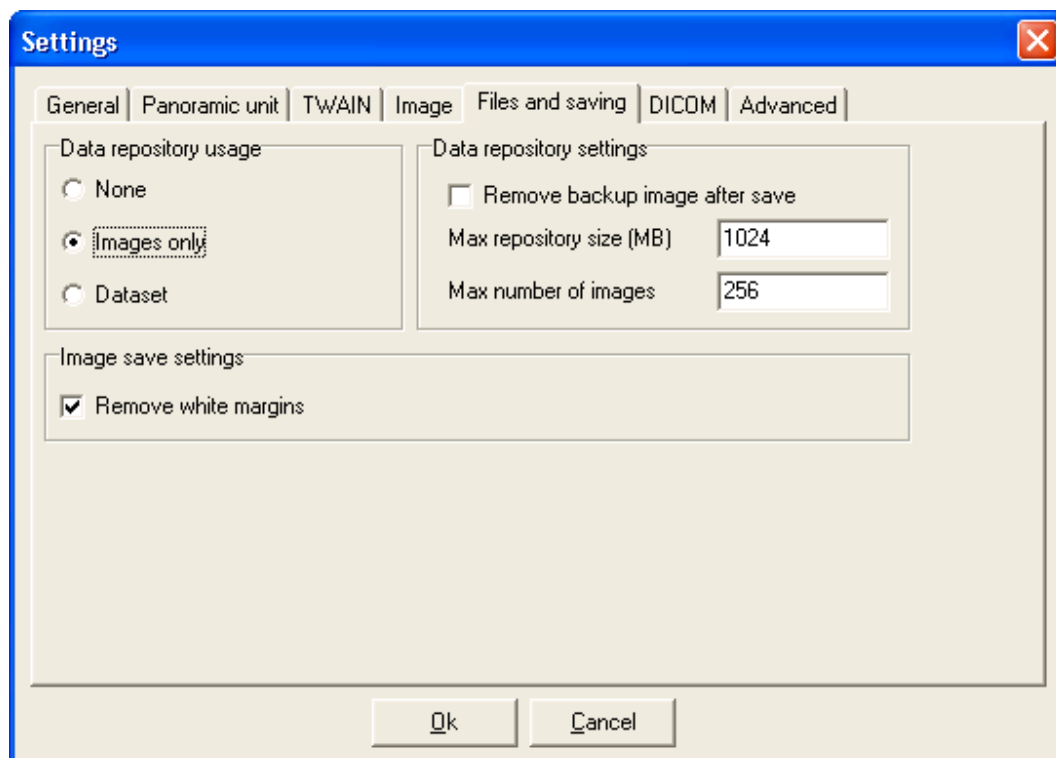 Settings
General Panoramic unit TWAIN Image Files and saving DICOM Advanced
Data repository usage
None
Images only
Dataset
Data repository settings
Remove backup image after save
Max repository size (MB) 1024
Max number of images 256
Image save settings
Remove white margins
Ok Cancel